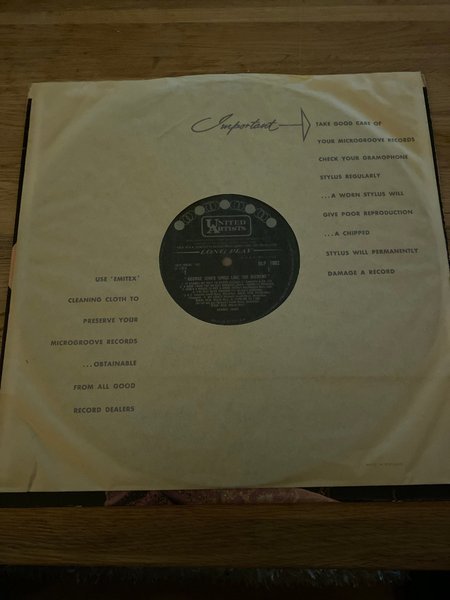 Important
TAKE GOOD CARE OF
YOUR MICROGROOVE RECORDS
CHECK YOUR GRAMOPHONE
STYLUS REGULARLY
...A WORN STYLUS WILL
GIVE POOR REPRODUCTION
...A CHIPPED
STYLUS WILL PERMANENTLY
DAMAGE A RECORD
UNITED
ARTISTS
LONG PLAY
USE 'EMITEX'
CLEANING CLOTH TO
PRESERVE YOUR
MICROGROOVE RECORDS
...OBTAINABLE
FROM ALL GOOD
RECORD DEALERS